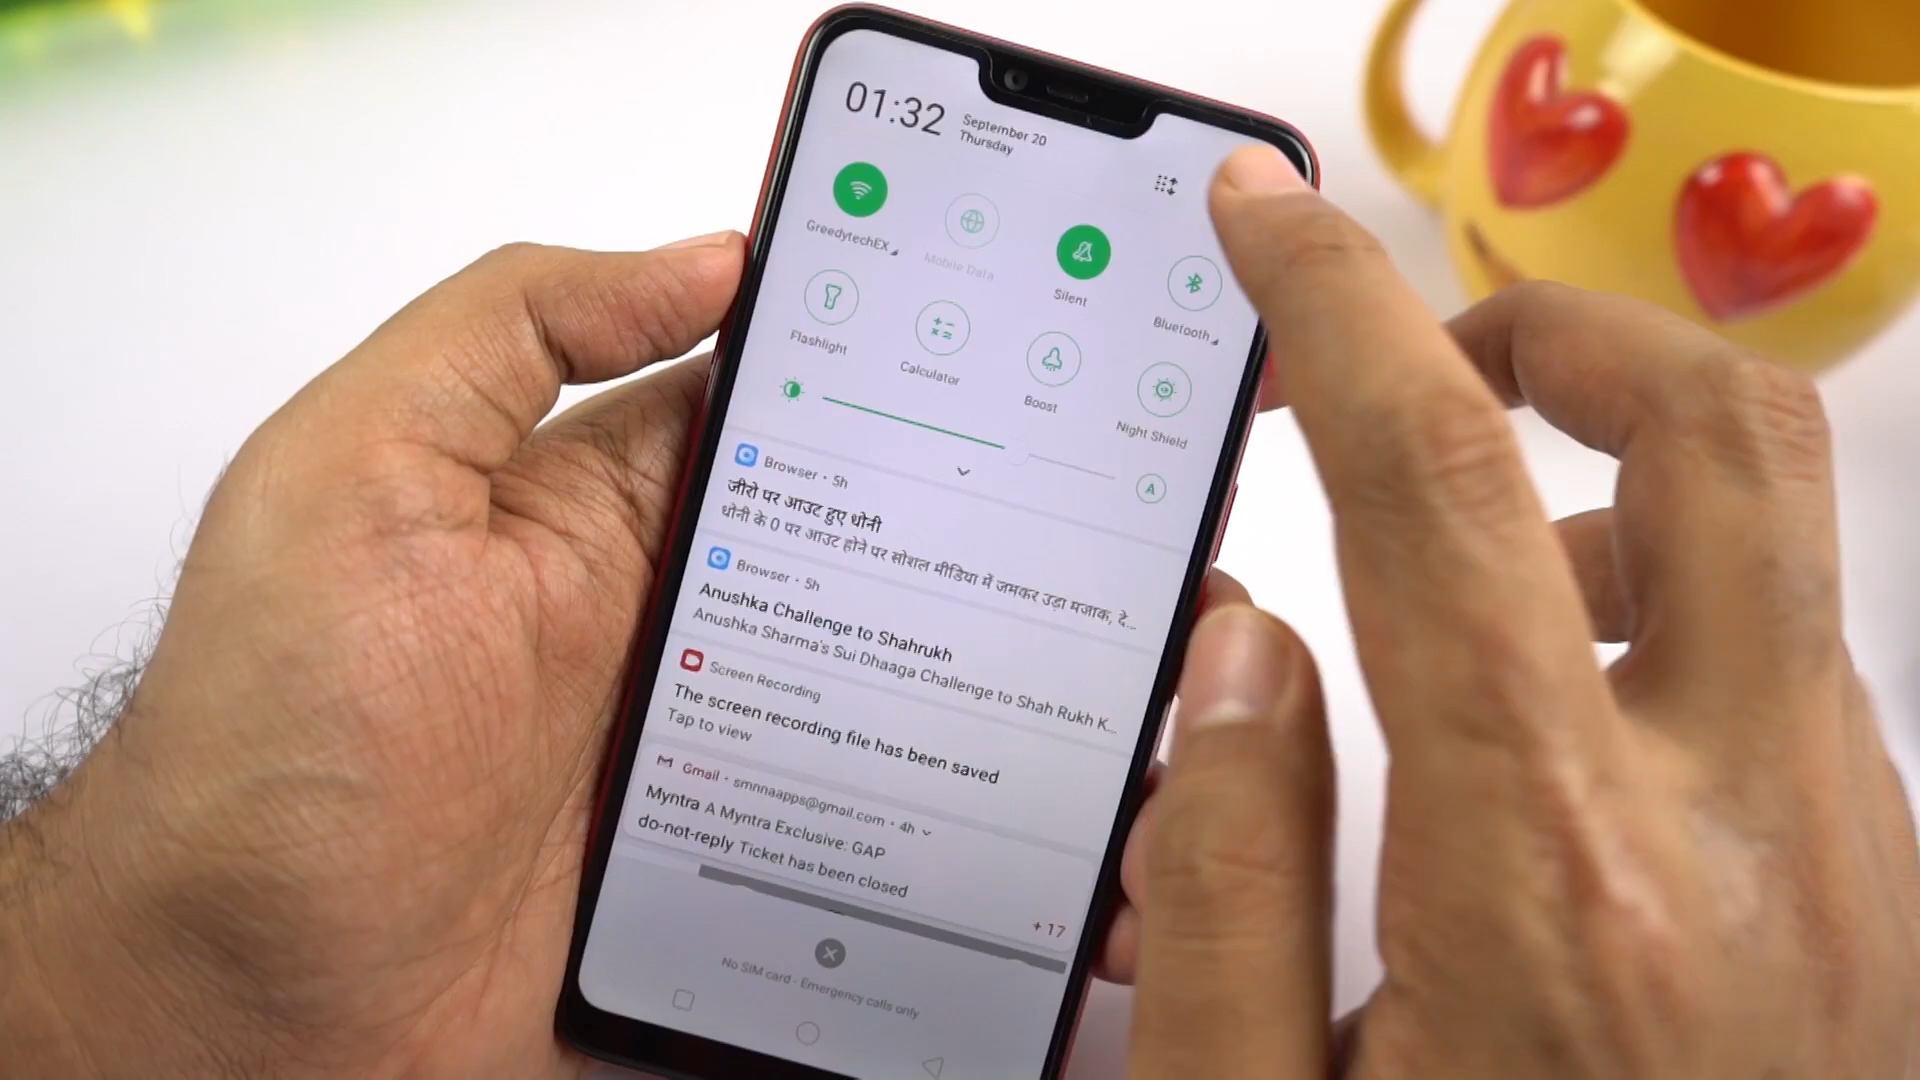 01:32
September 20
Thursday
GreedytechEX
Mobile Data
Silent
Bluetooth
Flashlight
Calculator
Boost
Night Shield
A
Browser • 5h
जीरो पर आउट हुए धोनी
धोनी के 0 पर आउट होने पर सोशल मीडिया में जमकर उड़ा मजाक, दे...
Browser • 5h
Anushka Challenge to Shahrukh
Anushka Sharma's Sui Dhaaga Challenge to Shah Rukh K...
Screen Recording
The screen recording file has been saved
Tap to view
Gmail • smnnaapps@gmail.com • 4h
Myntra A Myntra Exclusive: GAP
do-not-reply Ticket has been closed
+17
No SIM card - Emergency calls only